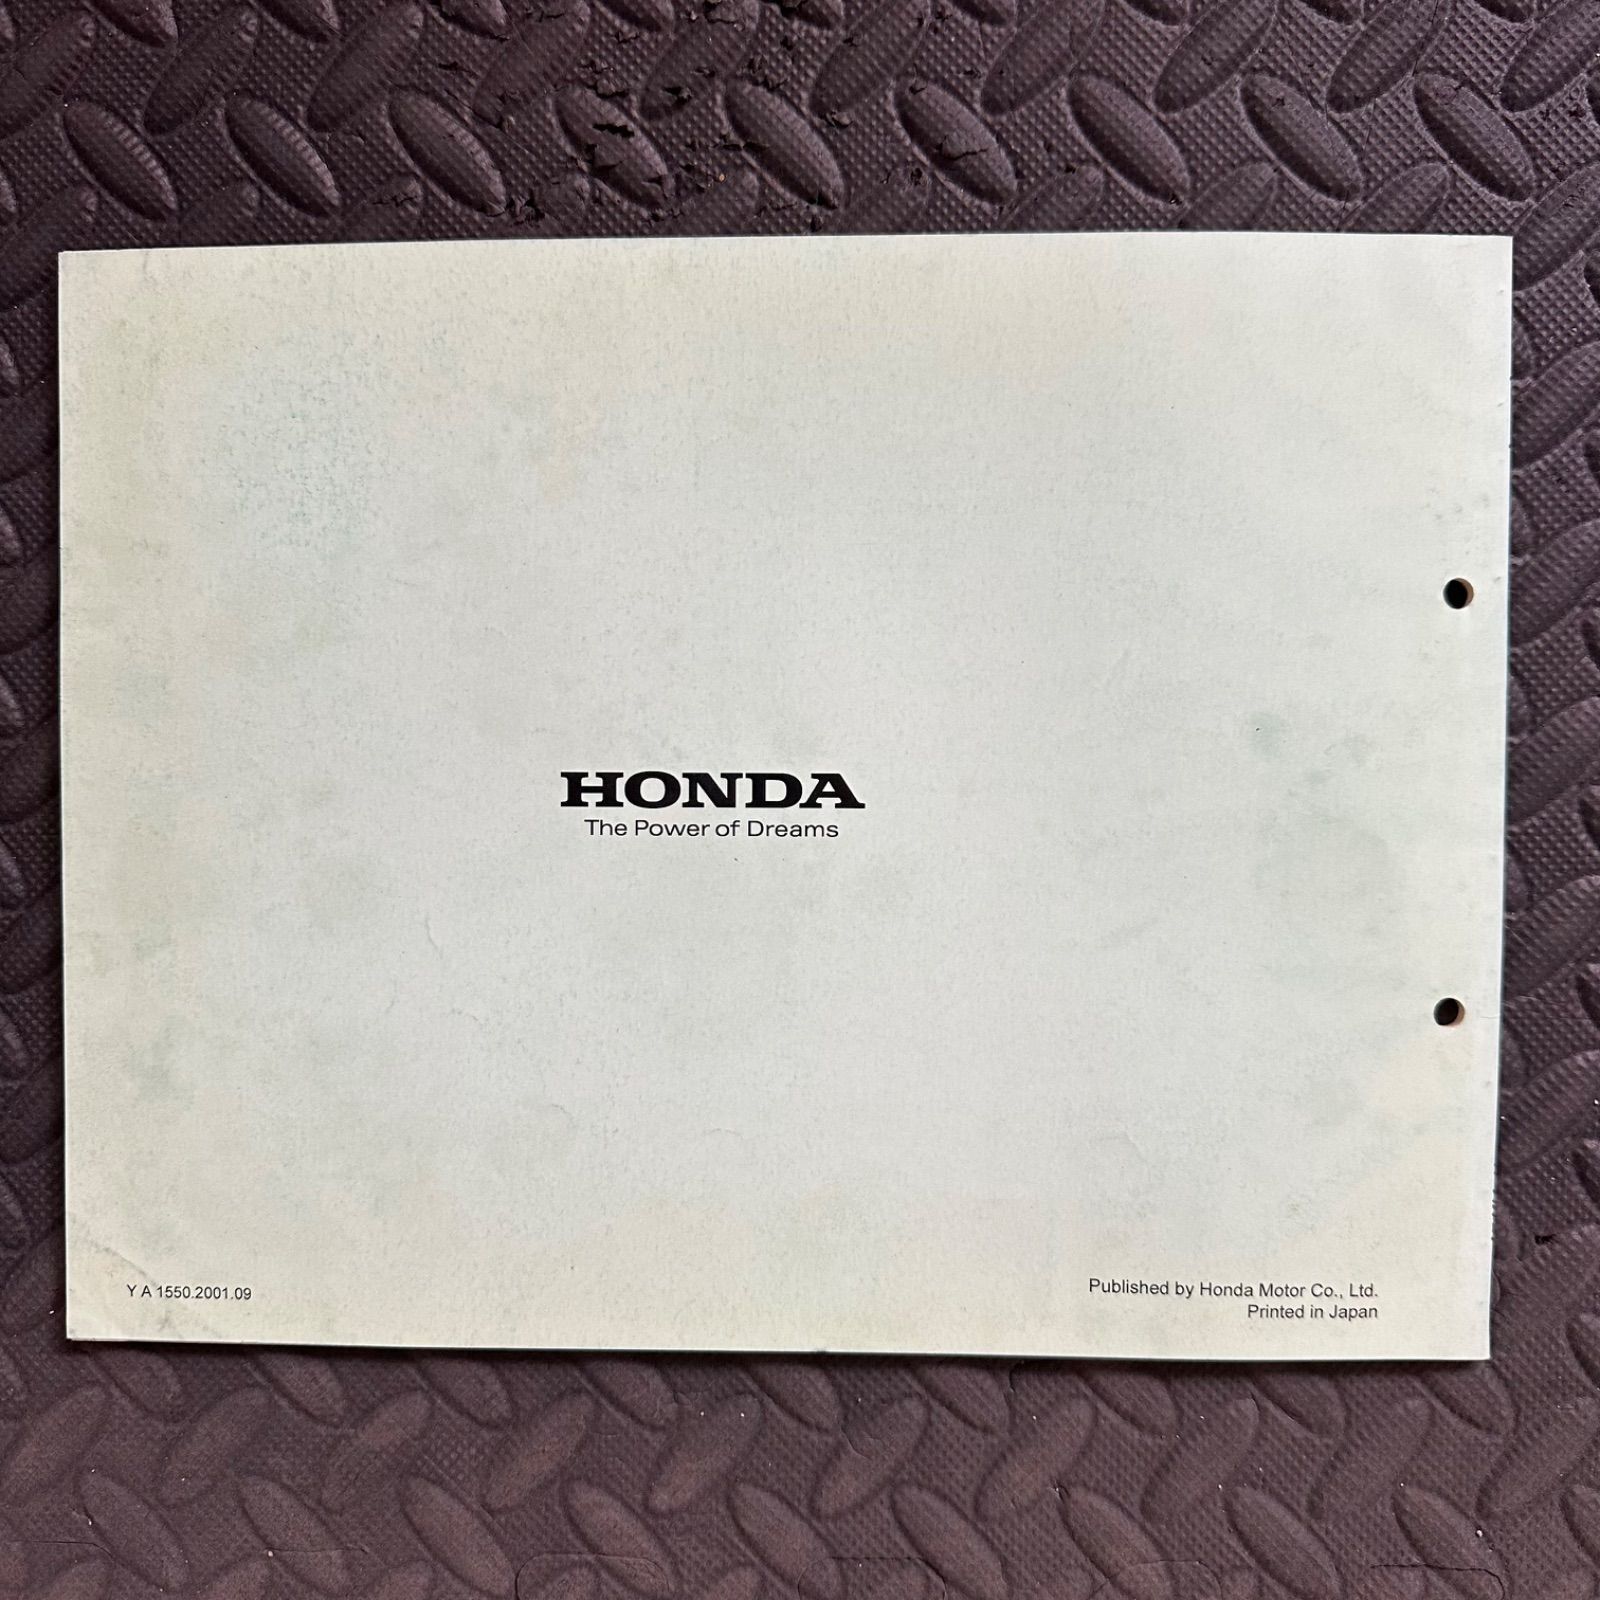 HONDA
The Power of Dreams
Y A 1550.2001.09
Published by Honda Motor Co., Ltd.
Printed in Japan